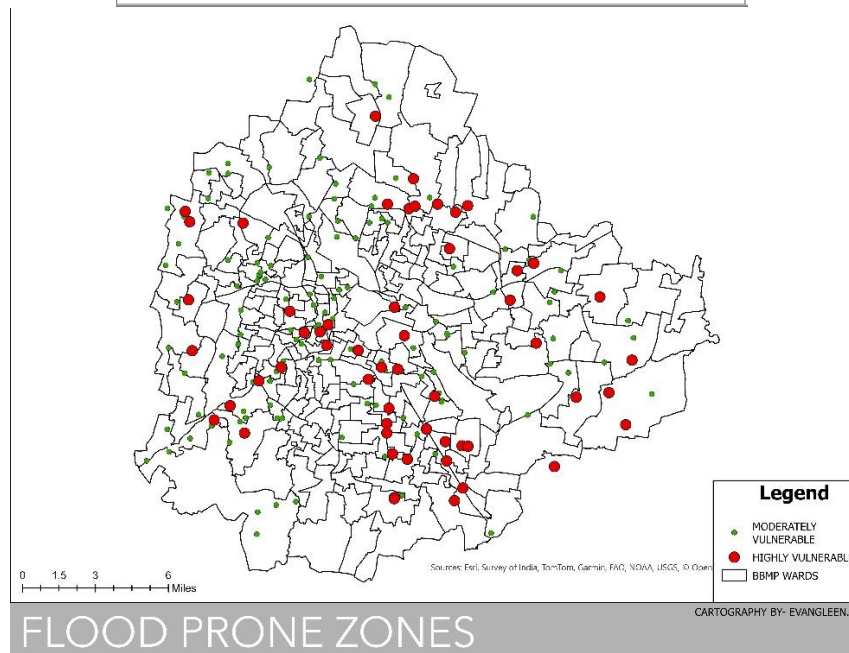 Legend
MODERATELY
VULNERABLE
HIGHLY VULNERABL
BBMP WARDS
Sources: Esri, Survey of India, TomTom, Garmin, FAO, NOAA, USGS, © Open
0 1.5 3 6
Miles
CARTOGRAPHY BY- EVANGLEEN.
FLOOD PRONE ZONES